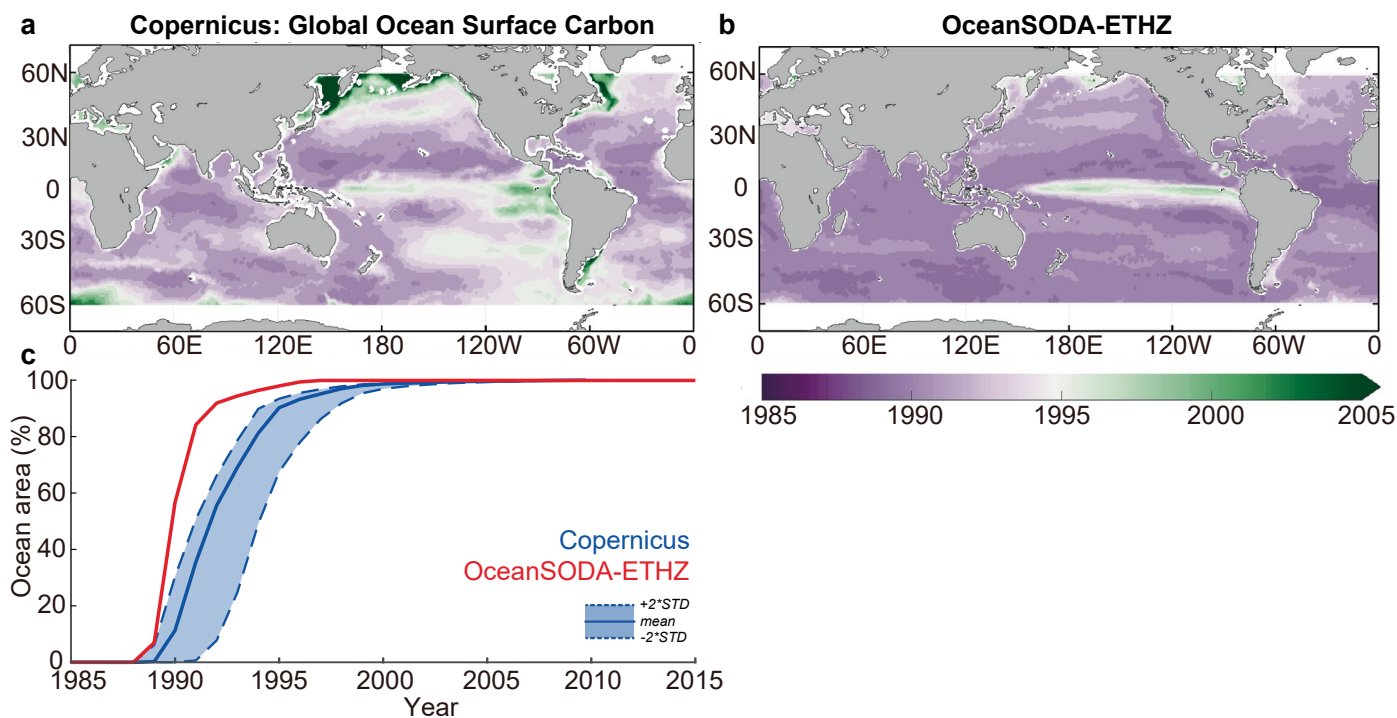 a Copernicus: Global Ocean Surface Carbon
b OceanSODA-ETHZ
60N
30N
0
30S
60S
0 60E 120E 180 120W 60W 0
60N
30N
0
30S
60S
0 60E 120E 180 120W 60W 0
1985 1990 1995 2000 2005
c
100
80
60
40
20
0
Ocean area (%)
Copernicus
OceanSODA-ETHZ
+2*STD
mean
-2*STD
1985 1990 1995 2000 2005 2010 2015
Year